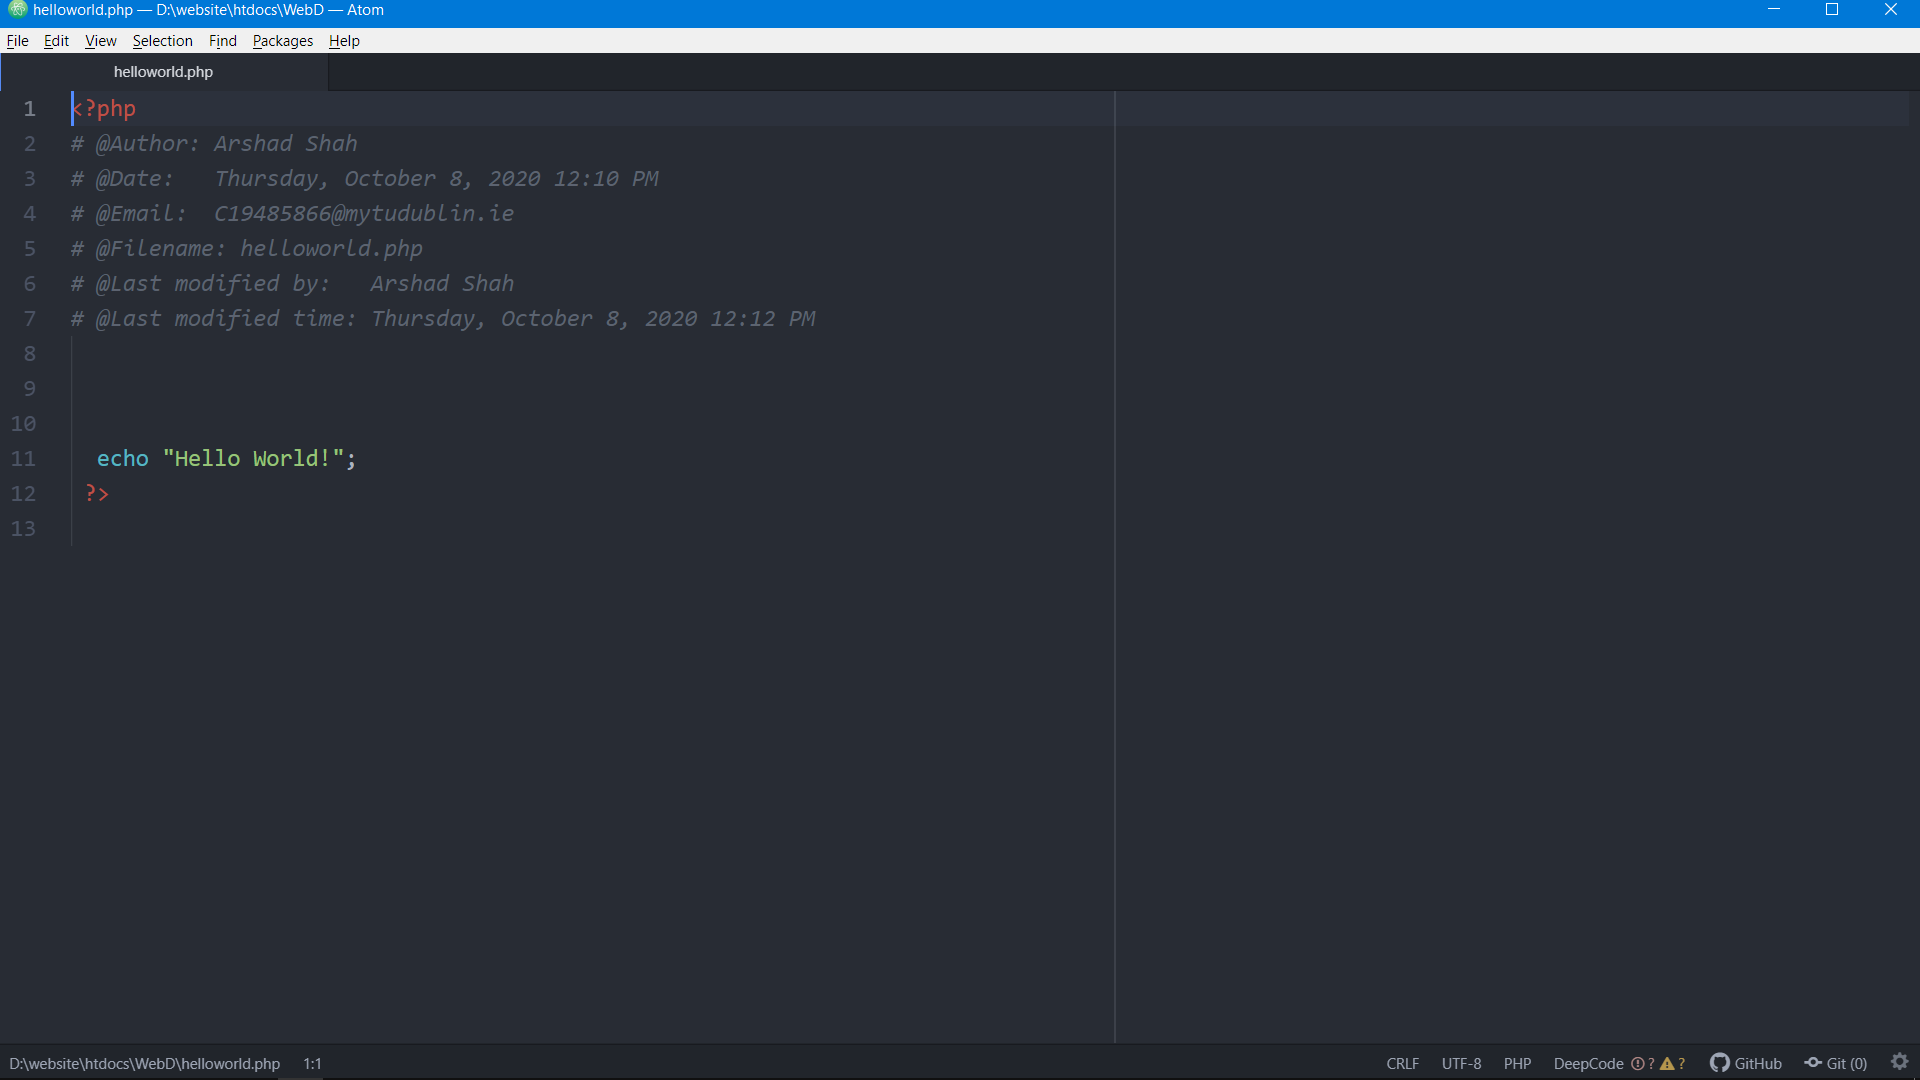 helloworld.php — D:\website\htdocs\WebD — Atom
File Edit View Selection Find Packages Help
helloworld.php
1 <?php
2 # @Author: Arshad Shah
3 # @Date:   Thursday, October 8, 2020 12:10 PM
4 # @Email:  C19485866@mytudublin.ie
5 # @Filename: helloworld.php
6 # @Last modified by:   Arshad Shah
7 # @Last modified time: Thursday, October 8, 2020 12:12 PM
8
9
10
11   echo "Hello World!";
12  ?>
13
D:\website\htdocs\WebD\helloworld.php 1:1 CRLF UTF-8 PHP DeepCode ? ? GitHub Git (0)